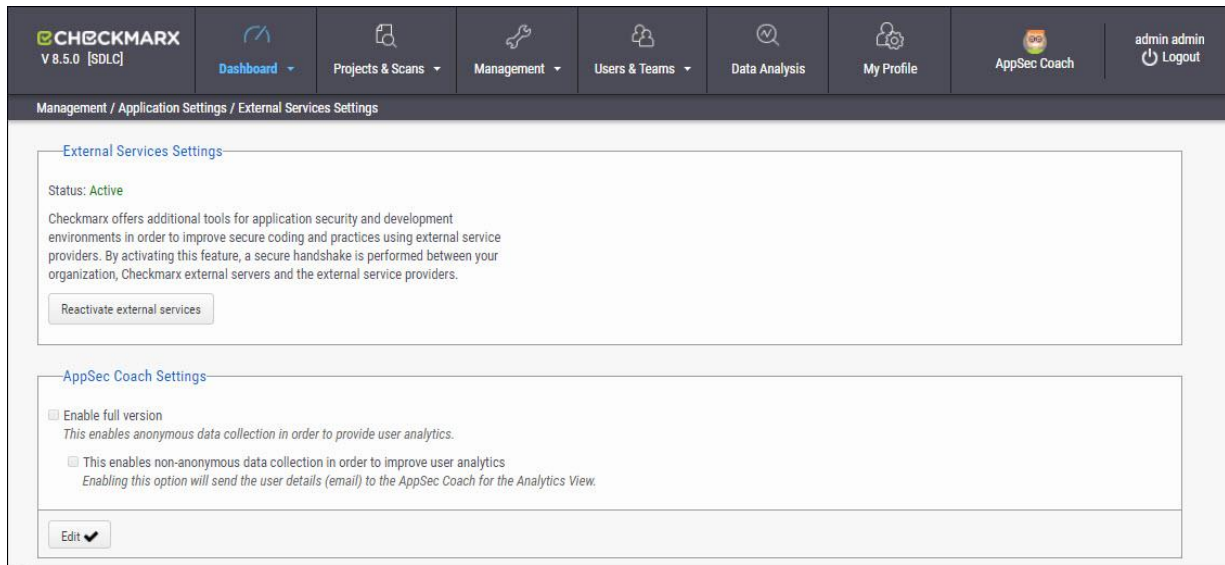 CHECKMARX
V 8.5.0 [SDLC]
Dashboard
Projects & Scans
Management
Users & Teams
Data Analysis
My Profile
AppSec Coach
admin admin
Logout
Management / Application Settings / External Services Settings
External Services Settings
Status: Active
Checkmarx offers additional tools for application security and development
environments in order to improve secure coding and practices using external service
providers. By activating this feature, a secure handshake is performed between your
organization, Checkmarx external servers and the external service providers.
Reactivate external services
AppSec Coach Settings
Enable full version
This enables anonymous data collection in order to provide user analytics.
This enables non-anonymous data collection in order to improve user analytics
Enabling this option will send the user details (email) to the AppSec Coach for the Analytics View.
Edit